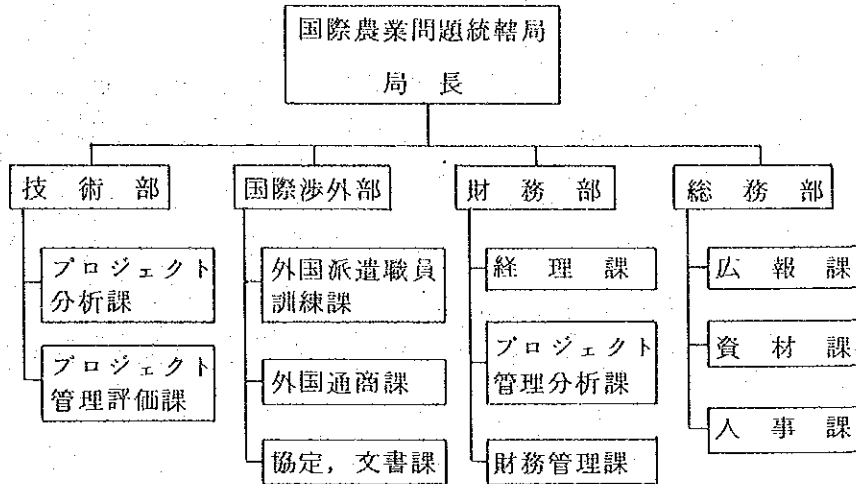 国際農業問題統轄局
局長
技術部
プロジェクト
分析課
プロジェクト
管理評価課
国際渉外部
外国派遣職員
訓練課
外国通商課
協定，文書課
財務部
経理課
プロジェクト
管理分析課
財務管理課
総務部
広報課
資材課
人事課